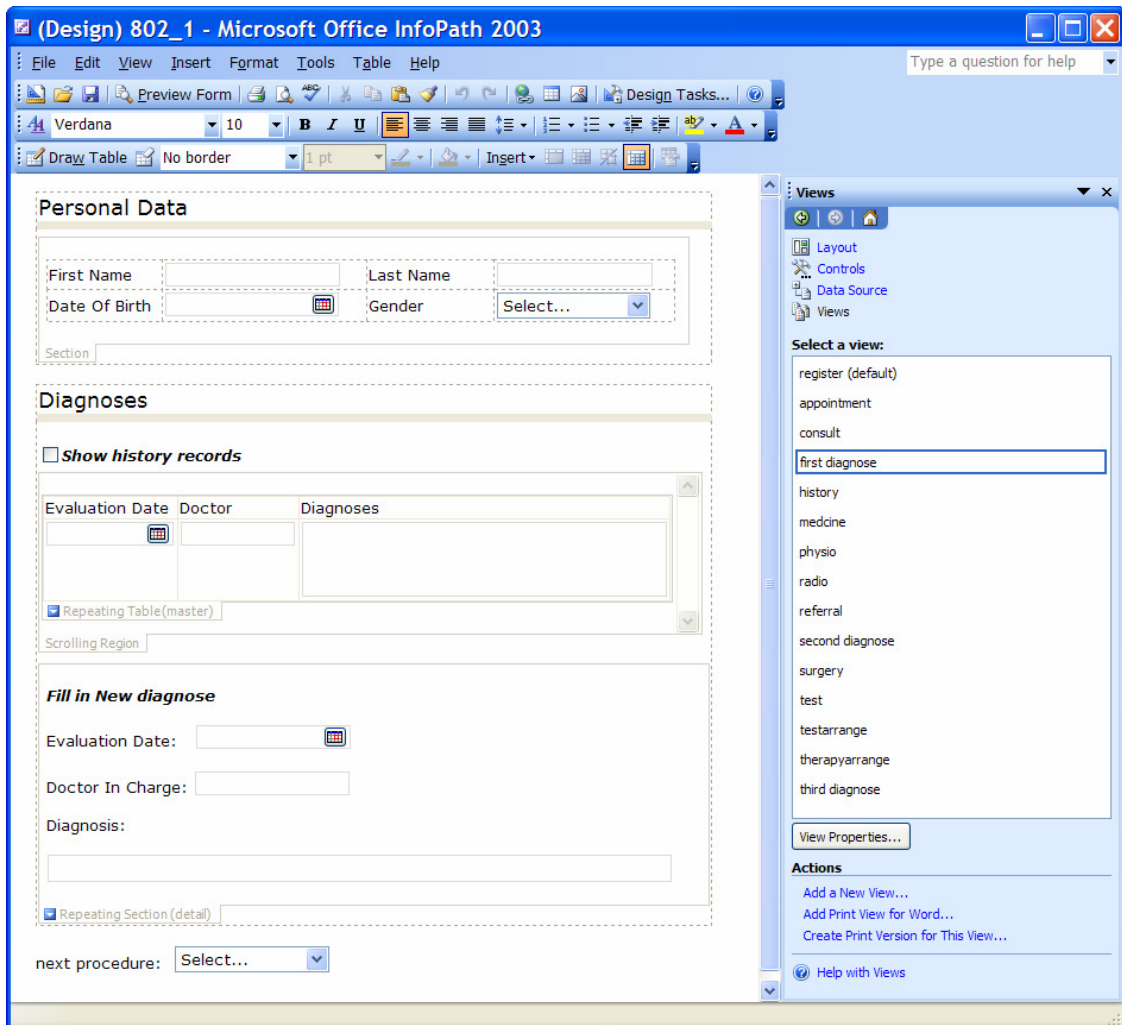 (Design) 802_1 - Microsoft Office InfoPath 2003
File Edit View Insert Format Tools Table Help
Type a question for help
Preview Form ABC Design Tasks...
Verdana 10 B I U ab A
Draw Table No border 1 pt Insert
Personal Data
First Name Last Name
Date Of Birth Gender Select...
Section
Diagnoses
Show history records
Evaluation Date Doctor Diagnoses
Repeating Table(master)
Scrolling Region
Fill in New diagnose
Evaluation Date:
Doctor In Charge:
Diagnosis:
Repeating Section (detail)
next procedure: Select...
Views
Layout
Controls
Data Source
Views
Select a view:
register (default)
appointment
consult
first diagnose
history
medcine
physio
radio
referral
second diagnose
surgery
test
testarrange
therapyarrange
third diagnose
View Properties...
Actions
Add a New View...
Add Print View for Word...
Create Print Version for This View...
Help with Views